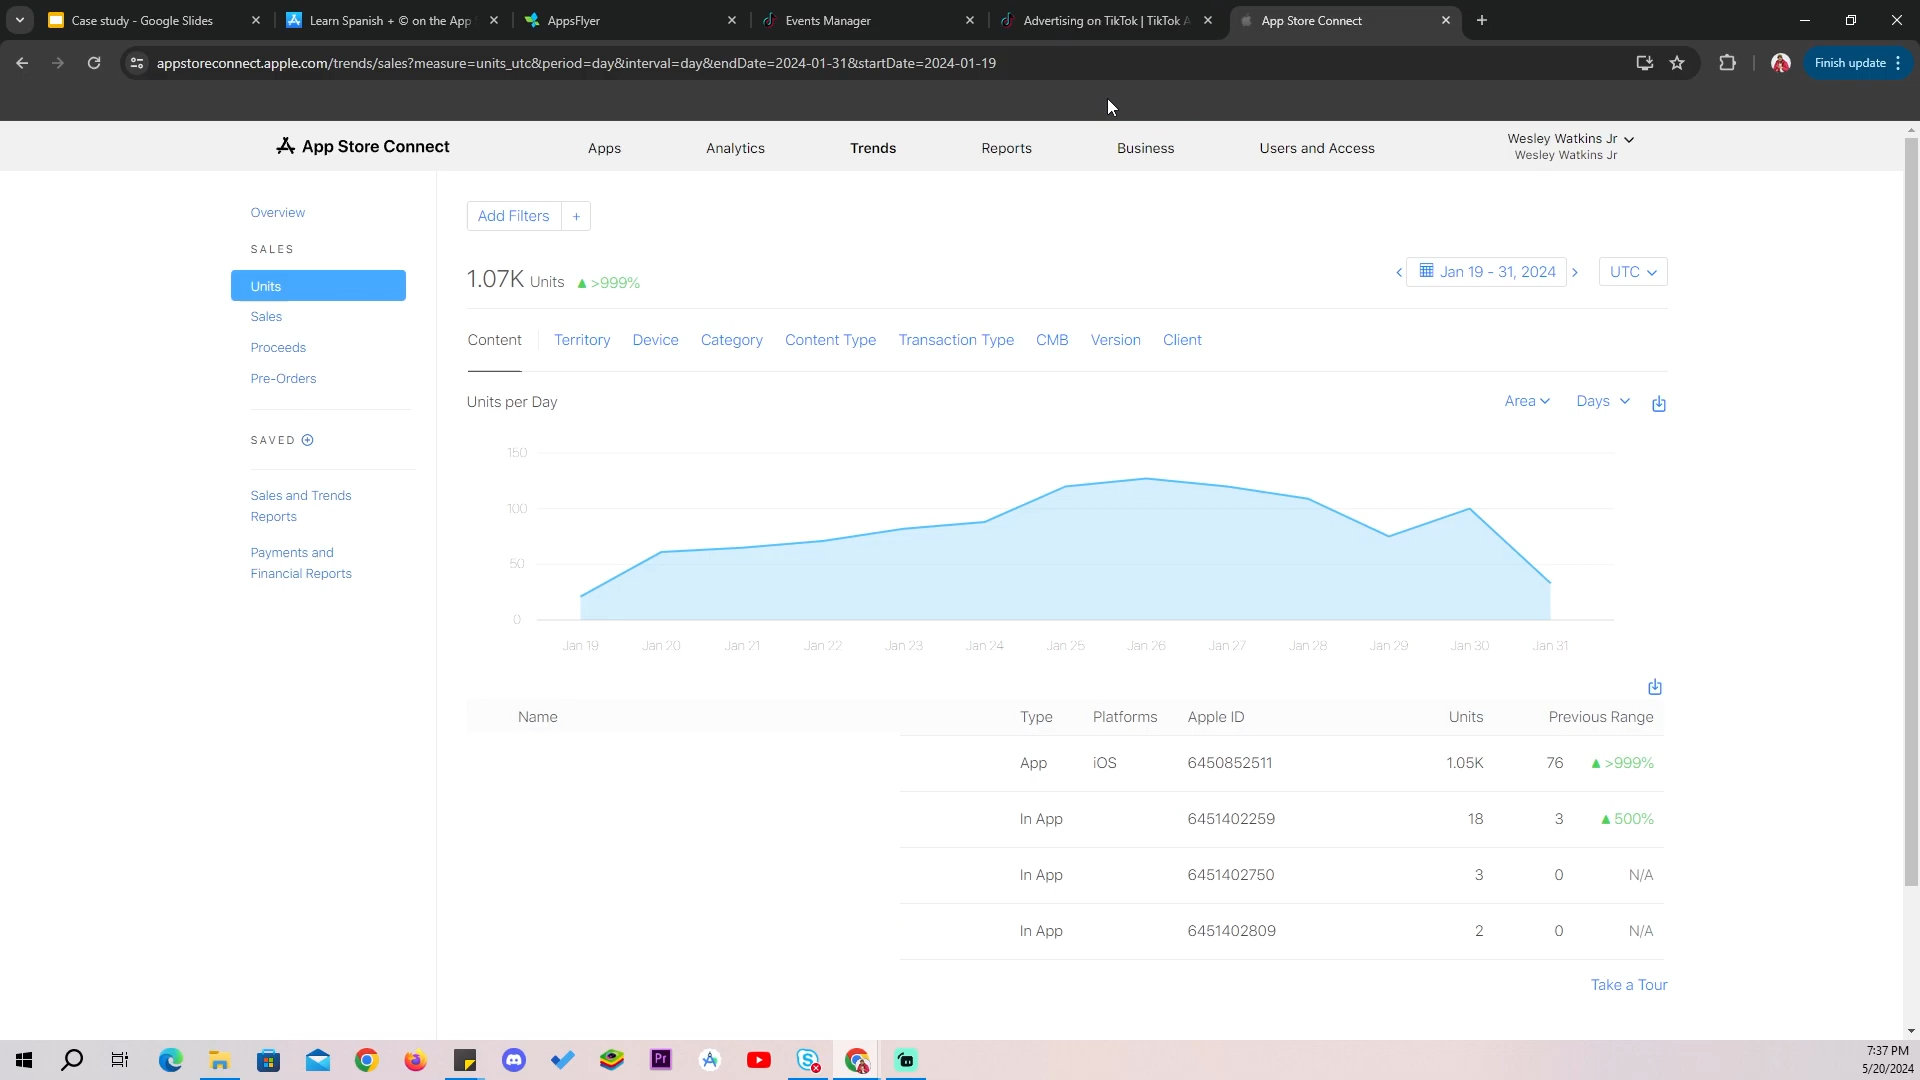 Case study - Google Slides
Learn Spanish + © on the App
AppsFlyer
Events Manager
Advertising on TikTok | TikTok A
App Store Connect
appstoreconnect.apple.com/trends/sales?measure=units_utc&period=day&interval=day&endDate=2024-01-31&startDate=2024-01-19
Finish update
App Store Connect
Apps
Analytics
Trends
Reports
Business
Users and Access
Wesley Watkins Jr
Wesley Watkins Jr
Overview
SALES
Units
Sales
Proceeds
Pre-Orders
SAVED
Sales and Trends
Reports
Payments and
Financial Reports
Add Filters +
1.07K Units ▲ >999%
Jan 19 - 31, 2024
UTC
Content Territory Device Category Content Type Transaction Type CMB Version Client
Units per Day
Area
Days
150
100
50
0
Jan 19 Jan 20 Jan 21 Jan 22 Jan 23 Jan 24 Jan 25 Jan 26 Jan 27 Jan 28 Jan 29 Jan 30 Jan 31
Name Type Platforms Apple ID Units Previous Range
App iOS 6450852511 1.05K 76 ▲ >999%
In App 6451402259 18 3 ▲ 500%
In App 6451402750 3 0 N/A
In App 6451402809 2 0 N/A
Take a Tour
Pr
7:37 PM
5/20/2024